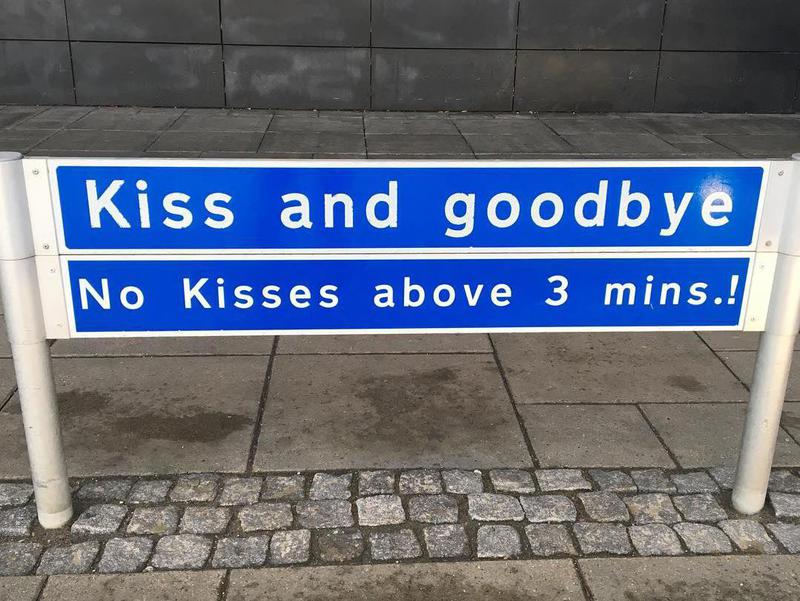 Kiss and goodbye
No Kisses above 3 mins.!